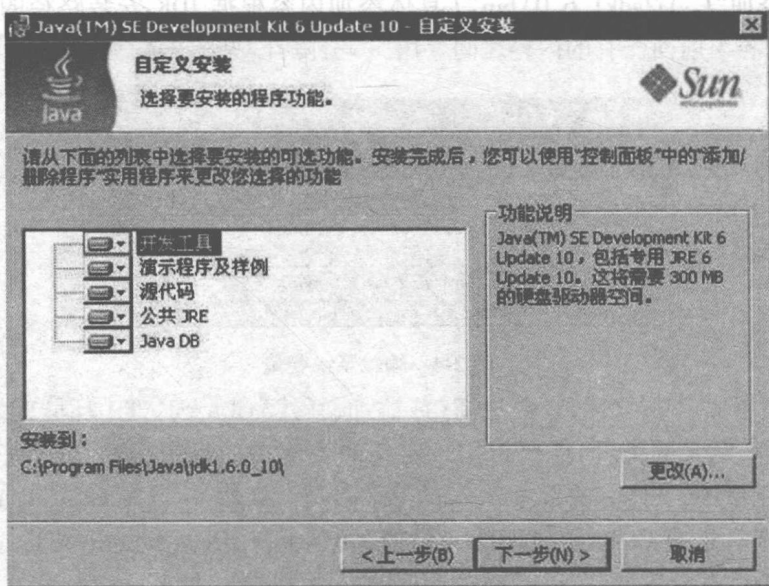 Java(TM) SE Development Kit 6 Update 10 - 自定义安装
自定义安装
选择要安装的程序功能。
Java
Sun
microsystems
请从下面的列表中选择要安装的可选功能。安装完成后，您可以使用“控制面板”中的“添加/
删除程序”实用程序来更改您选择的功能
开发工具
演示程序及样例
源代码
公共 JRE
Java DB
功能说明
Java(TM) SE Development Kit 6
Update 10，包括专用 JRE 6
Update 10。这将需要 300 MB
的硬盘驱动器空间。
安装到：
C:\Program Files\Java\jdk1.6.0_10\
更改(A)...
<上一步(B)
下一步(N) >
取消